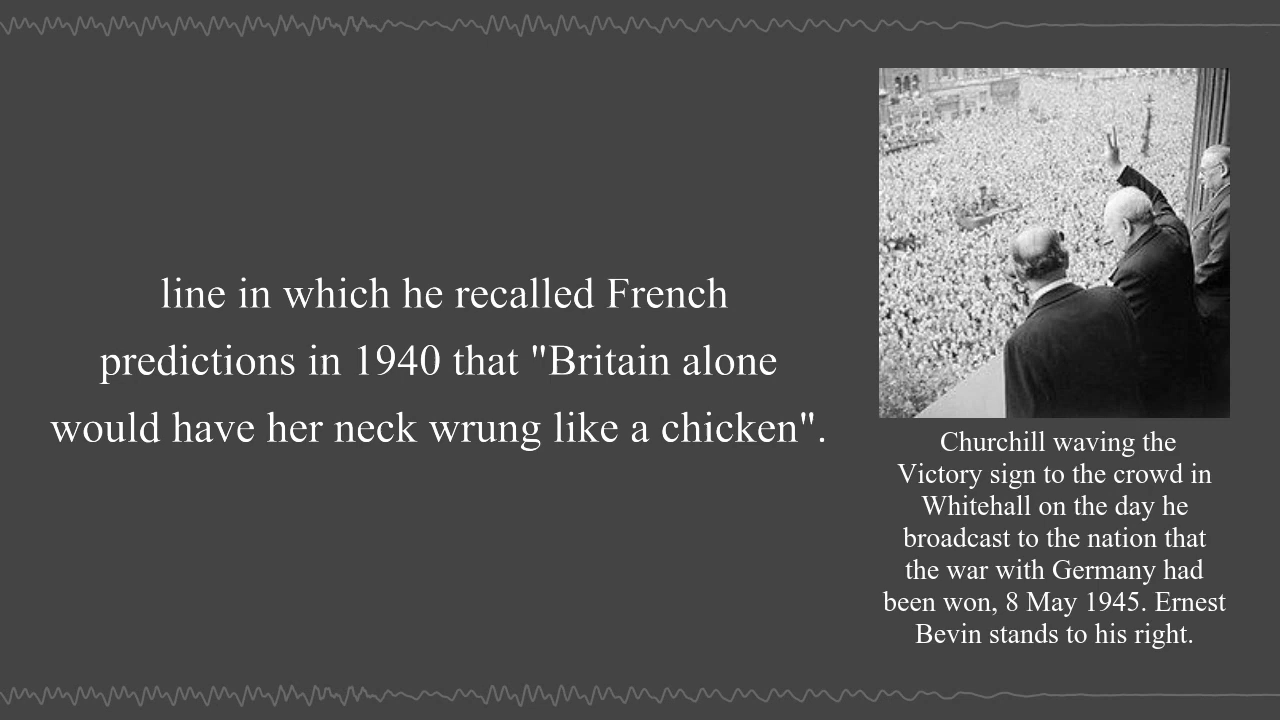 line in which he recalled French
predictions in 1940 that "Britain alone
would have her neck wrung like a chicken".
Churchill waving the
Victory sign to the crowd in
Whitehall on the day he
broadcast to the nation that
the war with Germany had
been won, 8 May 1945. Ernest
Bevin stands to his right.